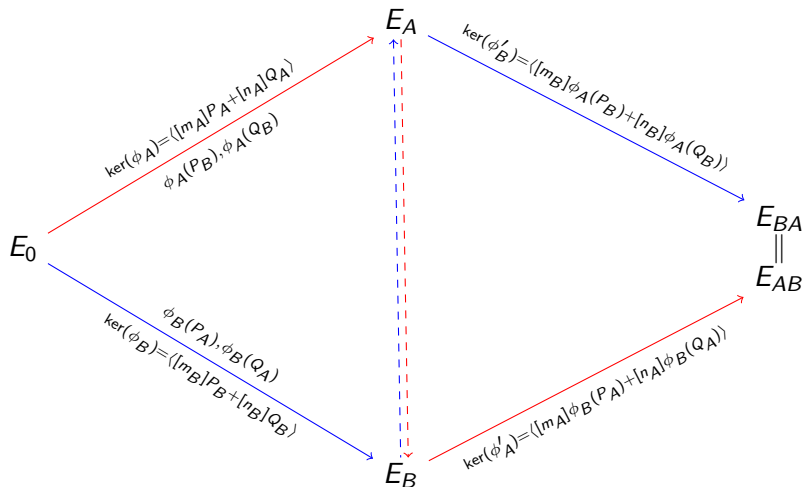 E_A
ker(ϕ_A)=⟨[m_A]P_A+[n_A]Q_A⟩
ϕ_A(P_B),ϕ_A(Q_B)
ker(ϕ′_B)=⟨[m_B]ϕ_A(P_B)+[n_B]ϕ_A(Q_B)⟩
E_0
E_BA
||
E_AB
ϕ_B(P_A),ϕ_B(Q_A)
ker(ϕ_B)=⟨[m_B]P_B+[n_B]Q_B⟩
ker(ϕ′_A)=⟨[m_A]ϕ_B(P_A)+[n_A]ϕ_B(Q_A)⟩
E_B